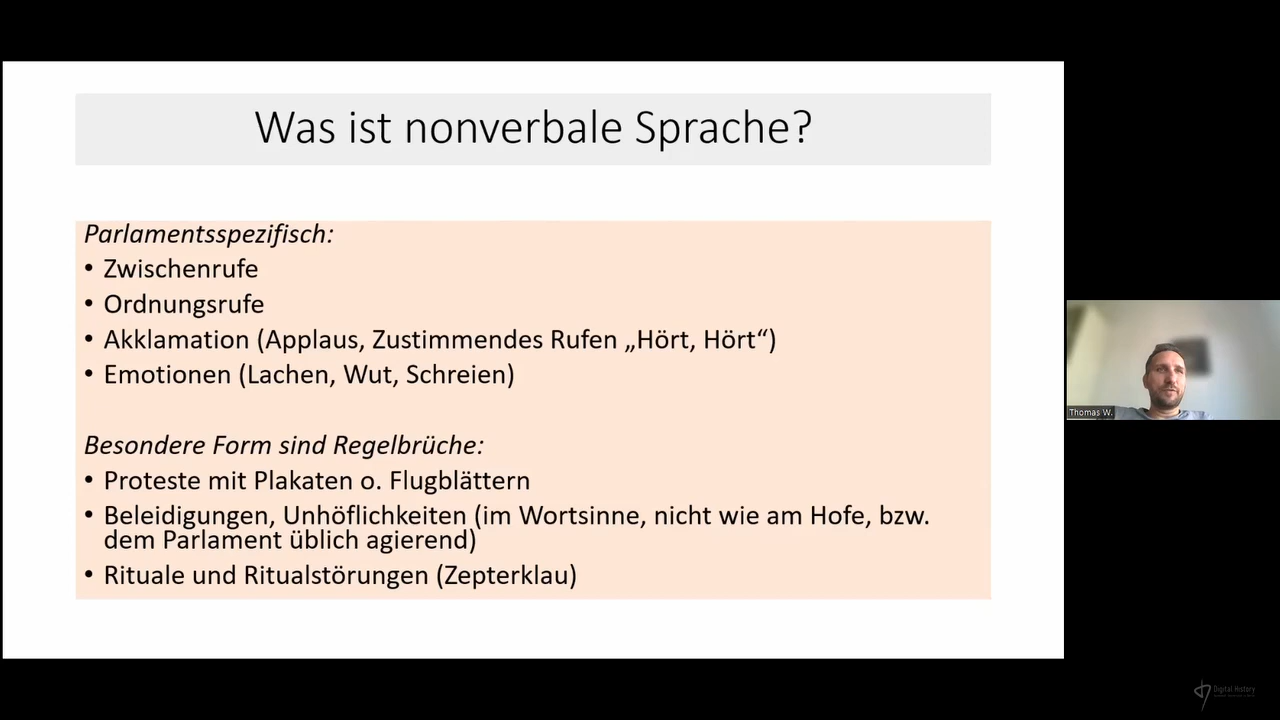 Was ist nonverbale Sprache?
Parlamentsspezifisch:
• Zwischenrufe
• Ordnungsrufe
• Akklamation (Applaus, Zustimmendes Rufen „Hört, Hört“)
• Emotionen (Lachen, Wut, Schreien)
Besondere Form sind Regelbrüche:
• Proteste mit Plakaten o. Flugblättern
• Beleidigungen, Unhöflichkeiten (im Wortsinne, nicht wie am Hofe, bzw.
dem Parlament üblich agierend)
• Rituale und Ritualstörungen (Zepterklau)
Thomas W.
Digital History